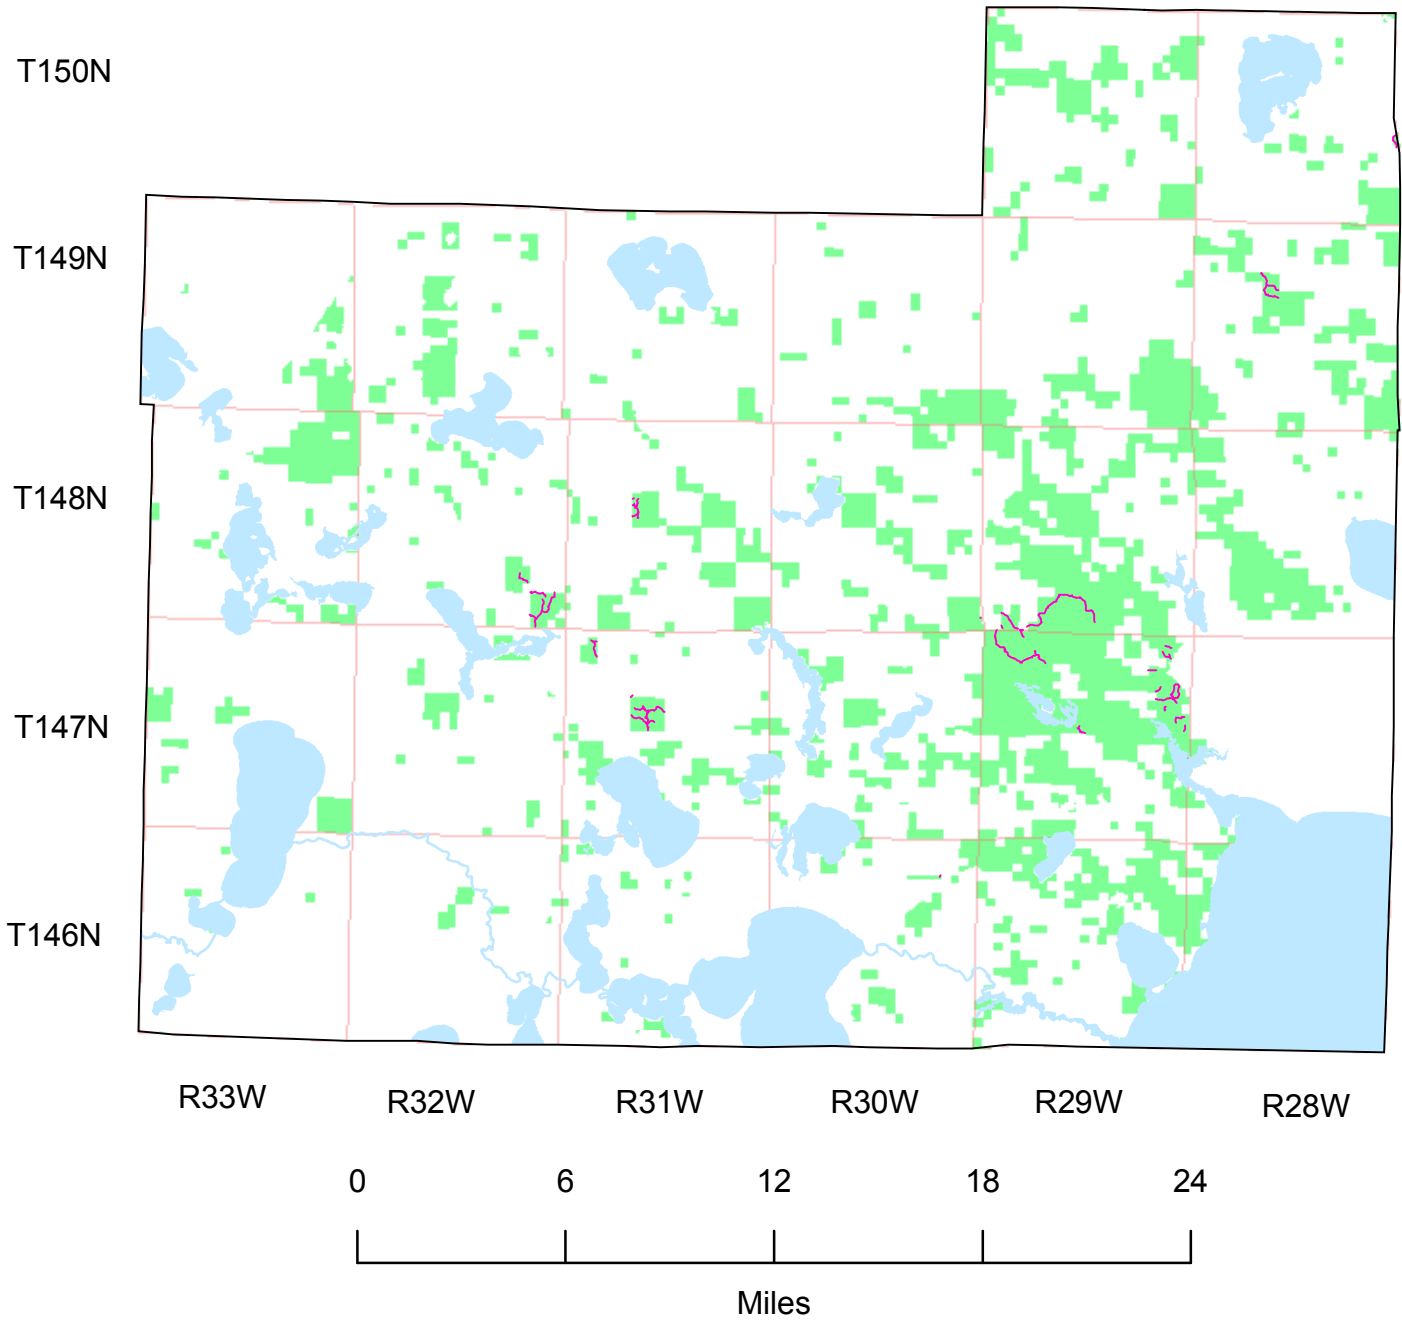 T150N
T149N
T148N
T147N
T146N
R33W R32W R31W R30W R29W R28W
0 6 12 18 24
Miles